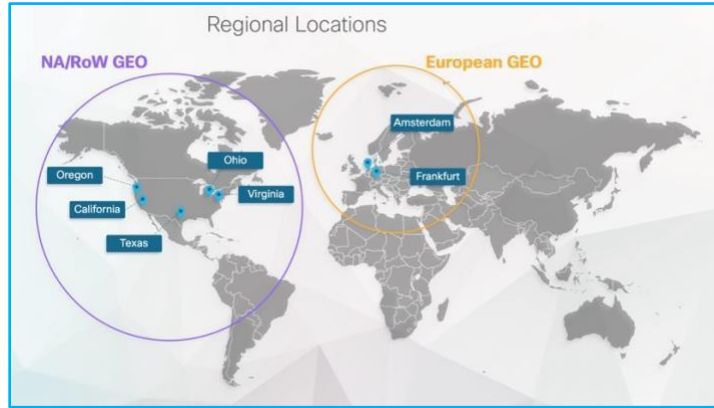 Regional Locations
NA/RoW GEO
European GEO
Amsterdam
Ohio
Oregon
Frankfurt
Virginia
California
Texas